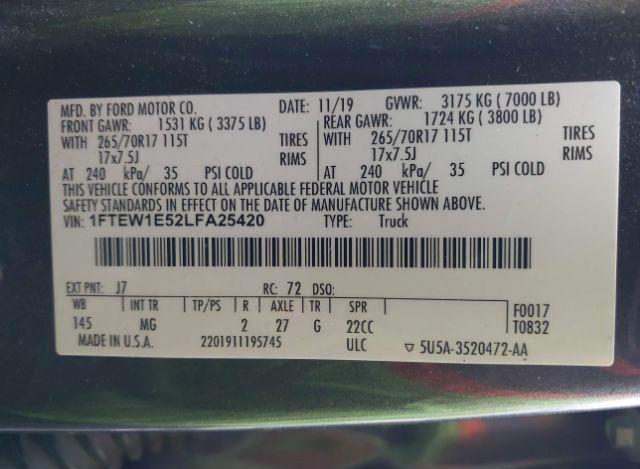 MFD. BY FORD MOTOR CO. DATE: 11/19 GVWR: 3175 KG ( 7000 LB)
FRONT GAWR: 1531 KG ( 3375 LB) REAR GAWR: 1724 KG ( 3800 LB)
WITH 265/70R17 115T TIRES WITH 265/70R17 115T TIRES
17x7.5J RIMS 17x7.5J RIMS
AT 240 kPa/ 35 PSI COLD AT 240 kPa/ 35 PSI COLD
THIS VEHICLE CONFORMS TO ALL APPLICABLE FEDERAL MOTOR VEHICLE
SAFETY STANDARDS IN EFFECT ON THE DATE OF MANUFACTURE SHOWN ABOVE.
VIN: 1FTEW1E52LFA25420 TYPE: Truck
EXT PNT: J7 RC: 72 DSO:
WB INT TR TP/PS R AXLE TR SPR F0017
145 MG 2 27 G 22CC T0832
MADE IN U.S.A. 2201911195745 ULC ▽ 5U5A-3520472-AA